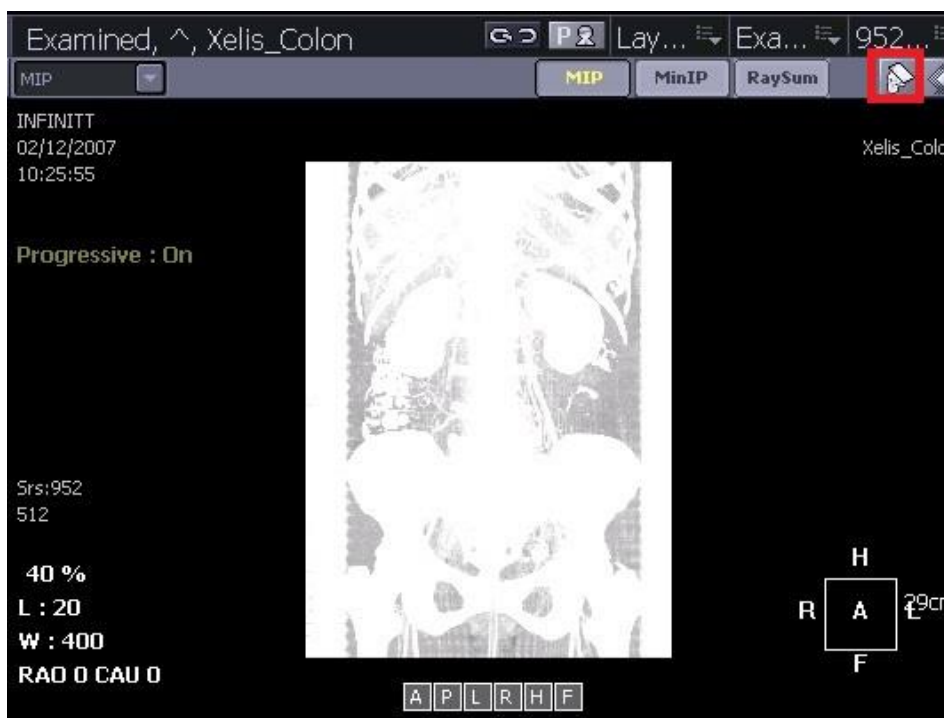 Examined, ^, Xelis_Colon P Lay... Exa... 952...
MIP MIP MinIP RaySum
INFINITT
02/12/2007
10:25:55
Xelis_Colo
Progressive : On
Srs:952
512
40 %
L : 20
W : 400
RAO 0 CAU 0
H
R A L 29cm
F
A P L R H F